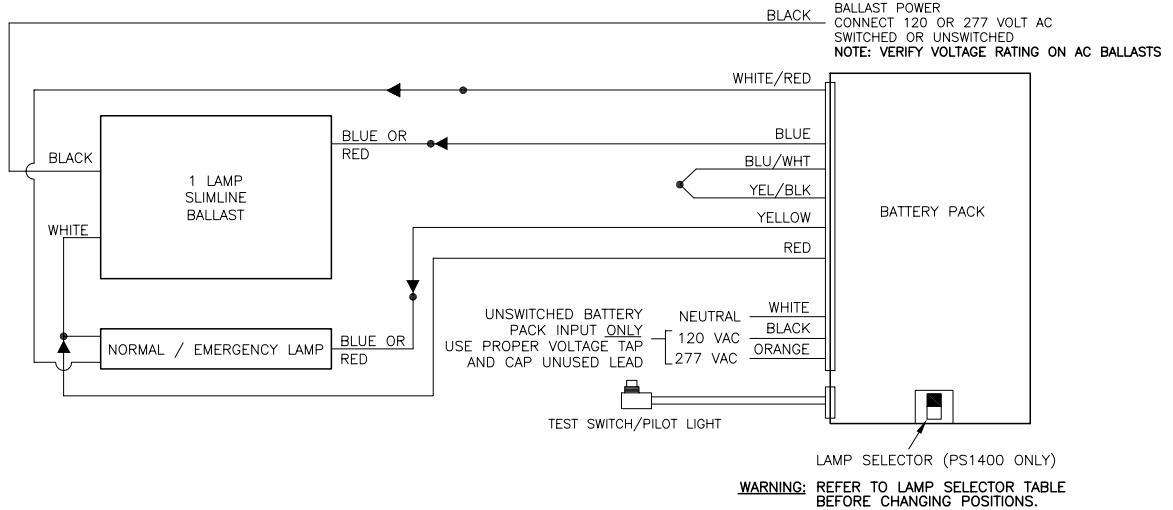 BLACK
BALLAST POWER
CONNECT 120 OR 277 VOLT AC
SWITCHED OR UNSWITCHED
NOTE: VERIFY VOLTAGE RATING ON AC BALLASTS
WHITE/RED
BLUE OR
RED
BLUE
BLACK
BLU/WHT
1 LAMP
SLIMLINE
BALLAST
YEL/BLK
BATTERY PACK
YELLOW
WHITE
RED
UNSWITCHED BATTERY
PACK INPUT ONLY
USE PROPER VOLTAGE TAP
AND CAP UNUSED LEAD
NEUTRAL
WHITE
120 VAC
BLACK
277 VAC
ORANGE
NORMAL / EMERGENCY LAMP
BLUE OR
RED
TEST SWITCH/PILOT LIGHT
LAMP SELECTOR (PS1400 ONLY)
WARNING: REFER TO LAMP SELECTOR TABLE
BEFORE CHANGING POSITIONS.